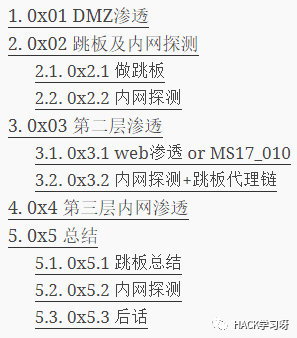 1. 0x01 DMZ渗透
2. 0x02 跳板及内网探测
2.1. 0x2.1 做跳板
2.2. 0x2.2 内网探测
3. 0x03 第二层渗透
3.1. 0x3.1 web渗透 or MS17_010
3.2. 0x3.2 内网探测+跳板代理链
4. 0x4 第三层内网渗透
5. 0x5 总结
5.1. 0x5.1 跳板总结
5.2. 0x5.2 内网探测
5.3. 0x5.3 后话
HACK学习呀